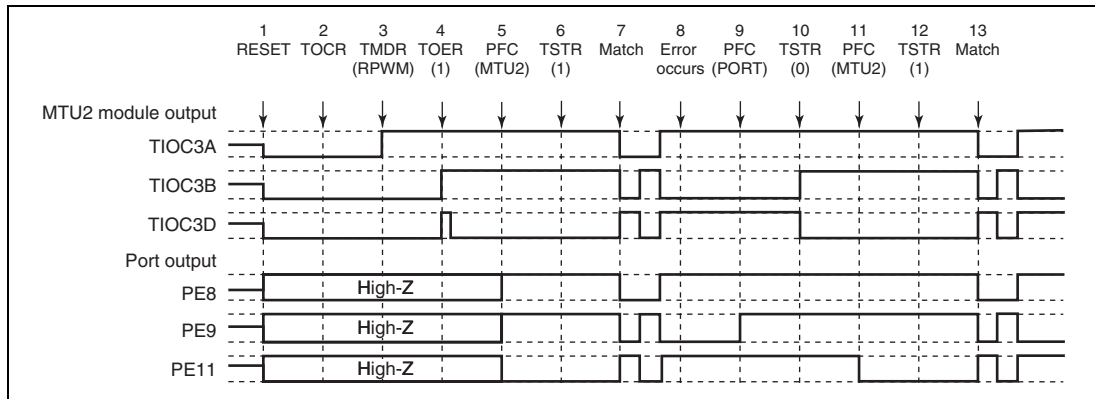 1 2 3 4 5 6 7 8 9 10 11 12 13
RESET TOCR TMDR TOER PFC TSTR Match Error PFC TSTR PFC TSTR Match
(RPWM) (1) (MTU2) (1) occurs (PORT) (0) (MTU2) (1)
MTU2 module output
TIOC3A
TIOC3B
TIOC3D
Port output
PE8 High-Z
PE9 High-Z
PE11 High-Z